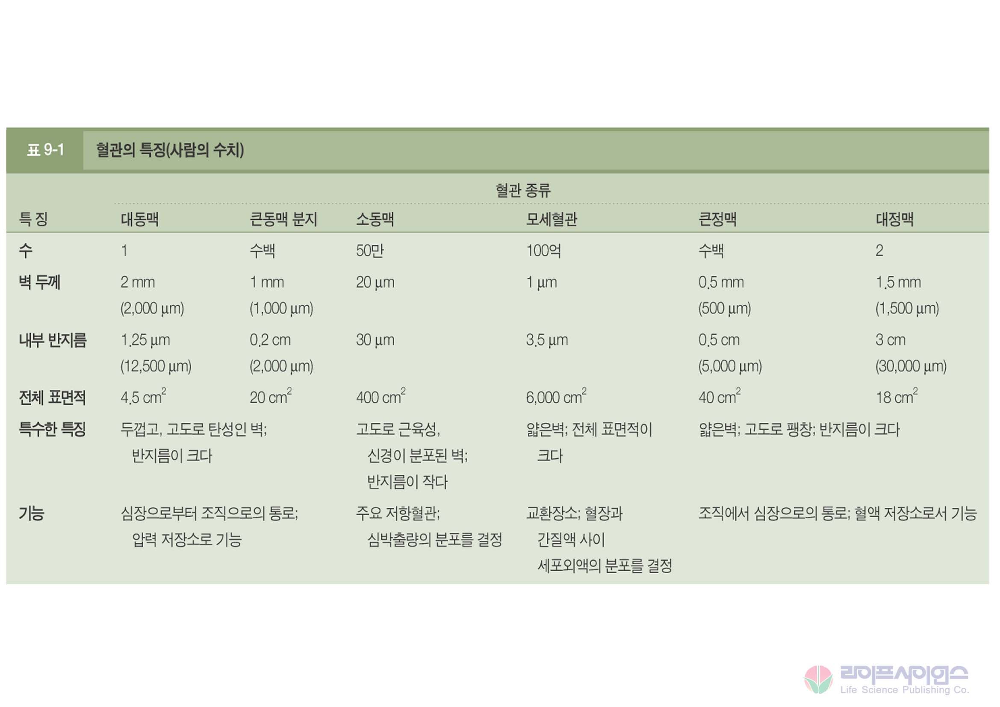 표 9-1 혈관의 특징(사람의 수치)
혈관 종류
특 징 대동맥 큰동맥 분지 소동맥 모세혈관 큰정맥 대정맥
수 1 수백 50만 100억 수백 2
벽 두께 2 mm 1 mm 20 μm 1 μm 0.5 mm 1.5 mm
(2,000 μm) (1,000 μm) (500 μm) (1,500 μm)
내부 반지름 1.25 μm 0.2 cm 30 μm 3.5 μm 0.5 cm 3 cm
(12,500 μm) (2,000 μm) (5,000 μm) (30,000 μm)
전체 표면적 4.5 cm² 20 cm² 400 cm² 6,000 cm² 40 cm² 18 cm²
특수한 특징 두껍고, 고도로 탄성인 벽; 고도로 근육성, 얇은벽; 전체 표면적이 얇은벽; 고도로 팽창; 반지름이 크다
반지름이 크다 신경이 분포된 벽; 크다
반지름이 작다
기능 심장으로부터 조직으로의 통로; 주요 저항혈관; 교환장소; 혈장과 조직에서 심장으로의 통로; 혈액 저장소로서 기능
압력 저장소로 기능 심박출량의 분포를 결정 간질액 사이
세포외액의 분포를 결정
라이프사이언스
Life Science Publishing Co.